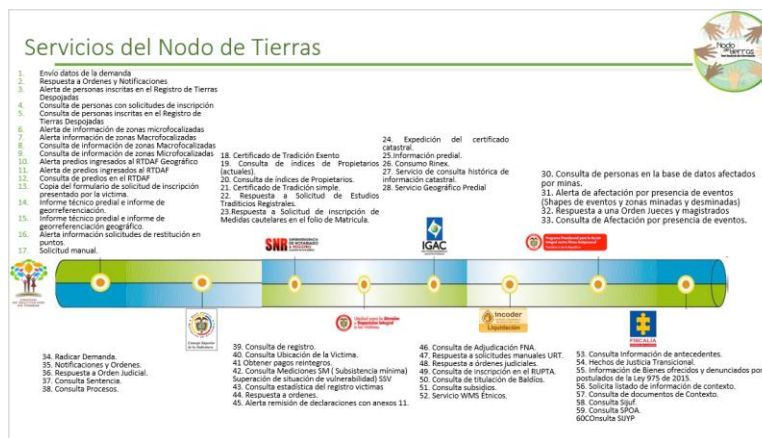 Servicios del Nodo de Tierras
Nodo de
tierras
1. Envío datos de la demanda
2. Respuesta a Ordenes y Notificaciones.
3. Alerta de personas inscritas en el Registro de Tierras
Despojadas
4. Consulta de personas con solicitudes de inscripción
5. Consulta de personas inscritas en el Registro de
Tierras Despojadas
6. Alerta de información de zonas microfocalizadas
7. Alerta información de zonas Macrofocalizadas
8. Consulta de información de zonas Macrofocalizadas
9. Consulta de información de zonas Microfocalizadas
10. Alerta predios ingresados al RTDAF Geográfico
11. Alerta de predios ingresados al RTDAF
12. Consulta de predios en el RTDAF
13. Copia del formulario de solicitud de inscripción
presentado por la víctima.
14. Informe técnico predial e informe de
georreferenciación.
15. Informe técnico predial e informe de
georreferenciación geográfico.
16. Alerta información solicitudes de restitución en
puntos.
17. Solicitud manual.
18. Certificado de Tradición Exento
19. Consulta de índices de Propietarios
(actuales).
20. Consulta de índices de Propietarios.
21. Certificado de Tradición simple.
22. Respuesta a Solicitud de Estudios
Traditicios Registrales.
23.Respuesta a Solicitud de inscripción de
Medidas cautelares en el folio de Matricula.
24. Expedición del certificado
catastral.
25.Información predial.
26. Consumo Rinex.
27. Servicio de consulta histórica de
información catastral.
28. Servicio Geográfico Predial
30. Consulta de personas en la base de datos afectados
por minas.
31. Alerta de afectación por presencia de eventos
(Shapes de eventos y zonas minadas y desminadas)
32. Respuesta a una Orden Jueces y magistrados
33. Consulta de Afectación por presencia de eventos.
SNR
SUPERINTENDENCIA
DE NOTARIADO
& REGISTRO
IGAC
incoder
Liquidación
FISCALIA
34. Radicar Demanda.
35. Notificaciones y Ordenes.
36. Respuesta a Orden Judicial.
37. Consulta Sentencia.
38. Consulta Procesos.
39. Consulta de registro.
40. Consulta Ubicación de la Victima.
41 Obtener pagos reintegros.
42. Consulta Mediciones SM ( Subsistencia mínima)
Superación de situación de vulnerabilidad) SSV
43. Consulta estadística del registro victimas
44. Respuesta a ordenes.
45. Alerta remisión de declaraciones con anexos 11.
46. Consulta de Adjudicación FNA.
47. Respuesta a solicitudes manuales URT.
48. Respuesta a órdenes judiciales.
49. Consulta de inscripción en el RUPTA.
50. Consulta de titulación de Baldíos.
51. Consulta subsidios.
52. Servicio WMS Étnicos.
53. Consulta Información de antecedentes.
54. Hechos de Justicia Transicional.
55. Información de Bienes ofrecidos y denunciados por
postulados de la Ley 975 de 2015.
56. Solicita listado de información de contexto.
57. Consulta de documentos de Contexto.
58. Consulta Sijuf.
59. Consulta SPOA.
60COnsulta SIJYP